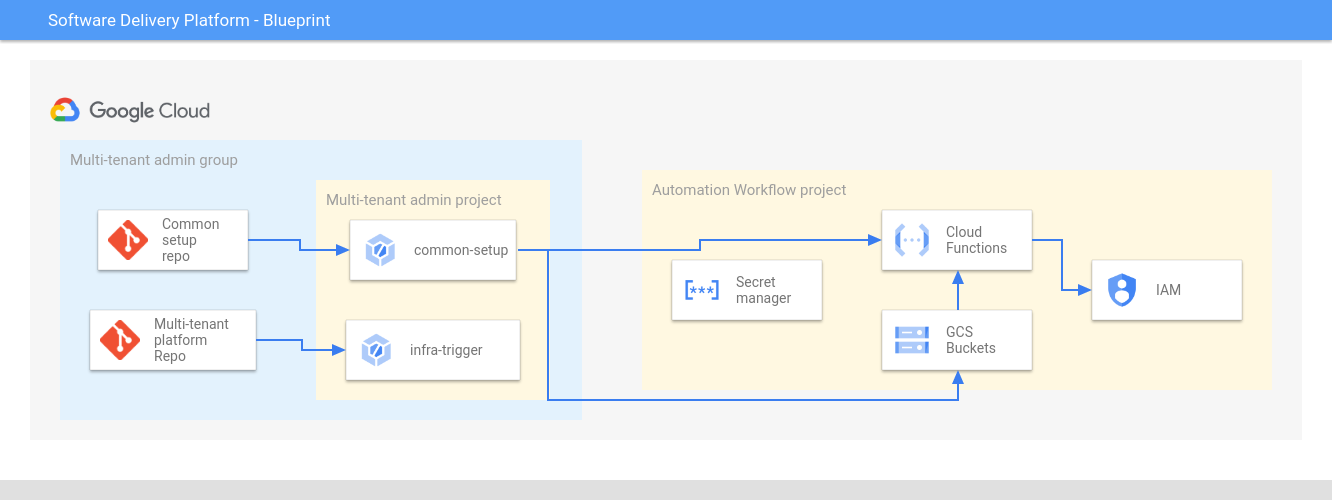 Software Delivery Platform - Blueprint
Google Cloud
Multi-tenant admin group
Common
setup
repo
Multi-tenant
platform
Repo
Multi-tenant admin project
common-setup
infra-trigger
Automation Workflow project
[***]
Secret
manager
Cloud
Functions
GCS
Buckets
IAM